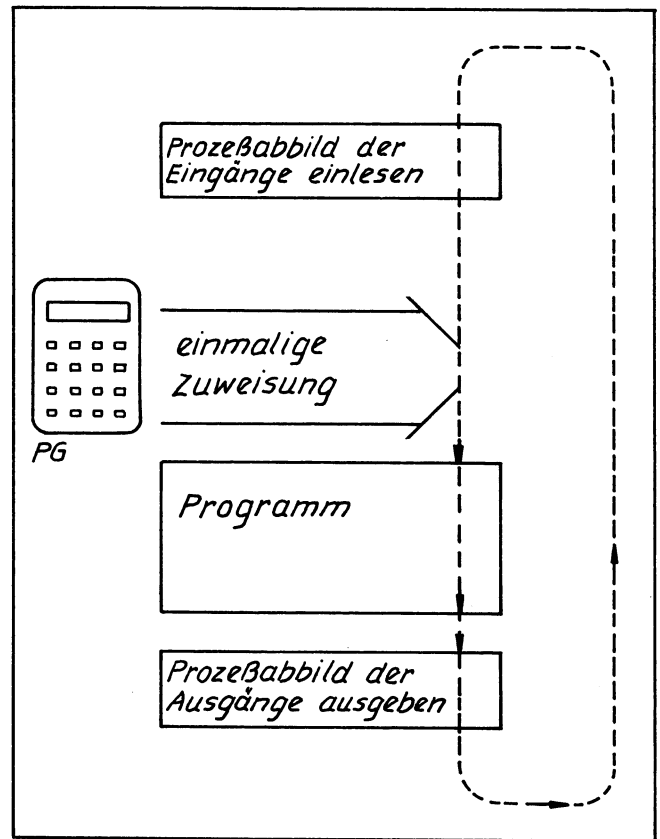 Prozeßabbild der
Eingänge einlesen
einmalige
Zuweisung
PG
Programm
Prozeßabbild der
Ausgänge ausgeben